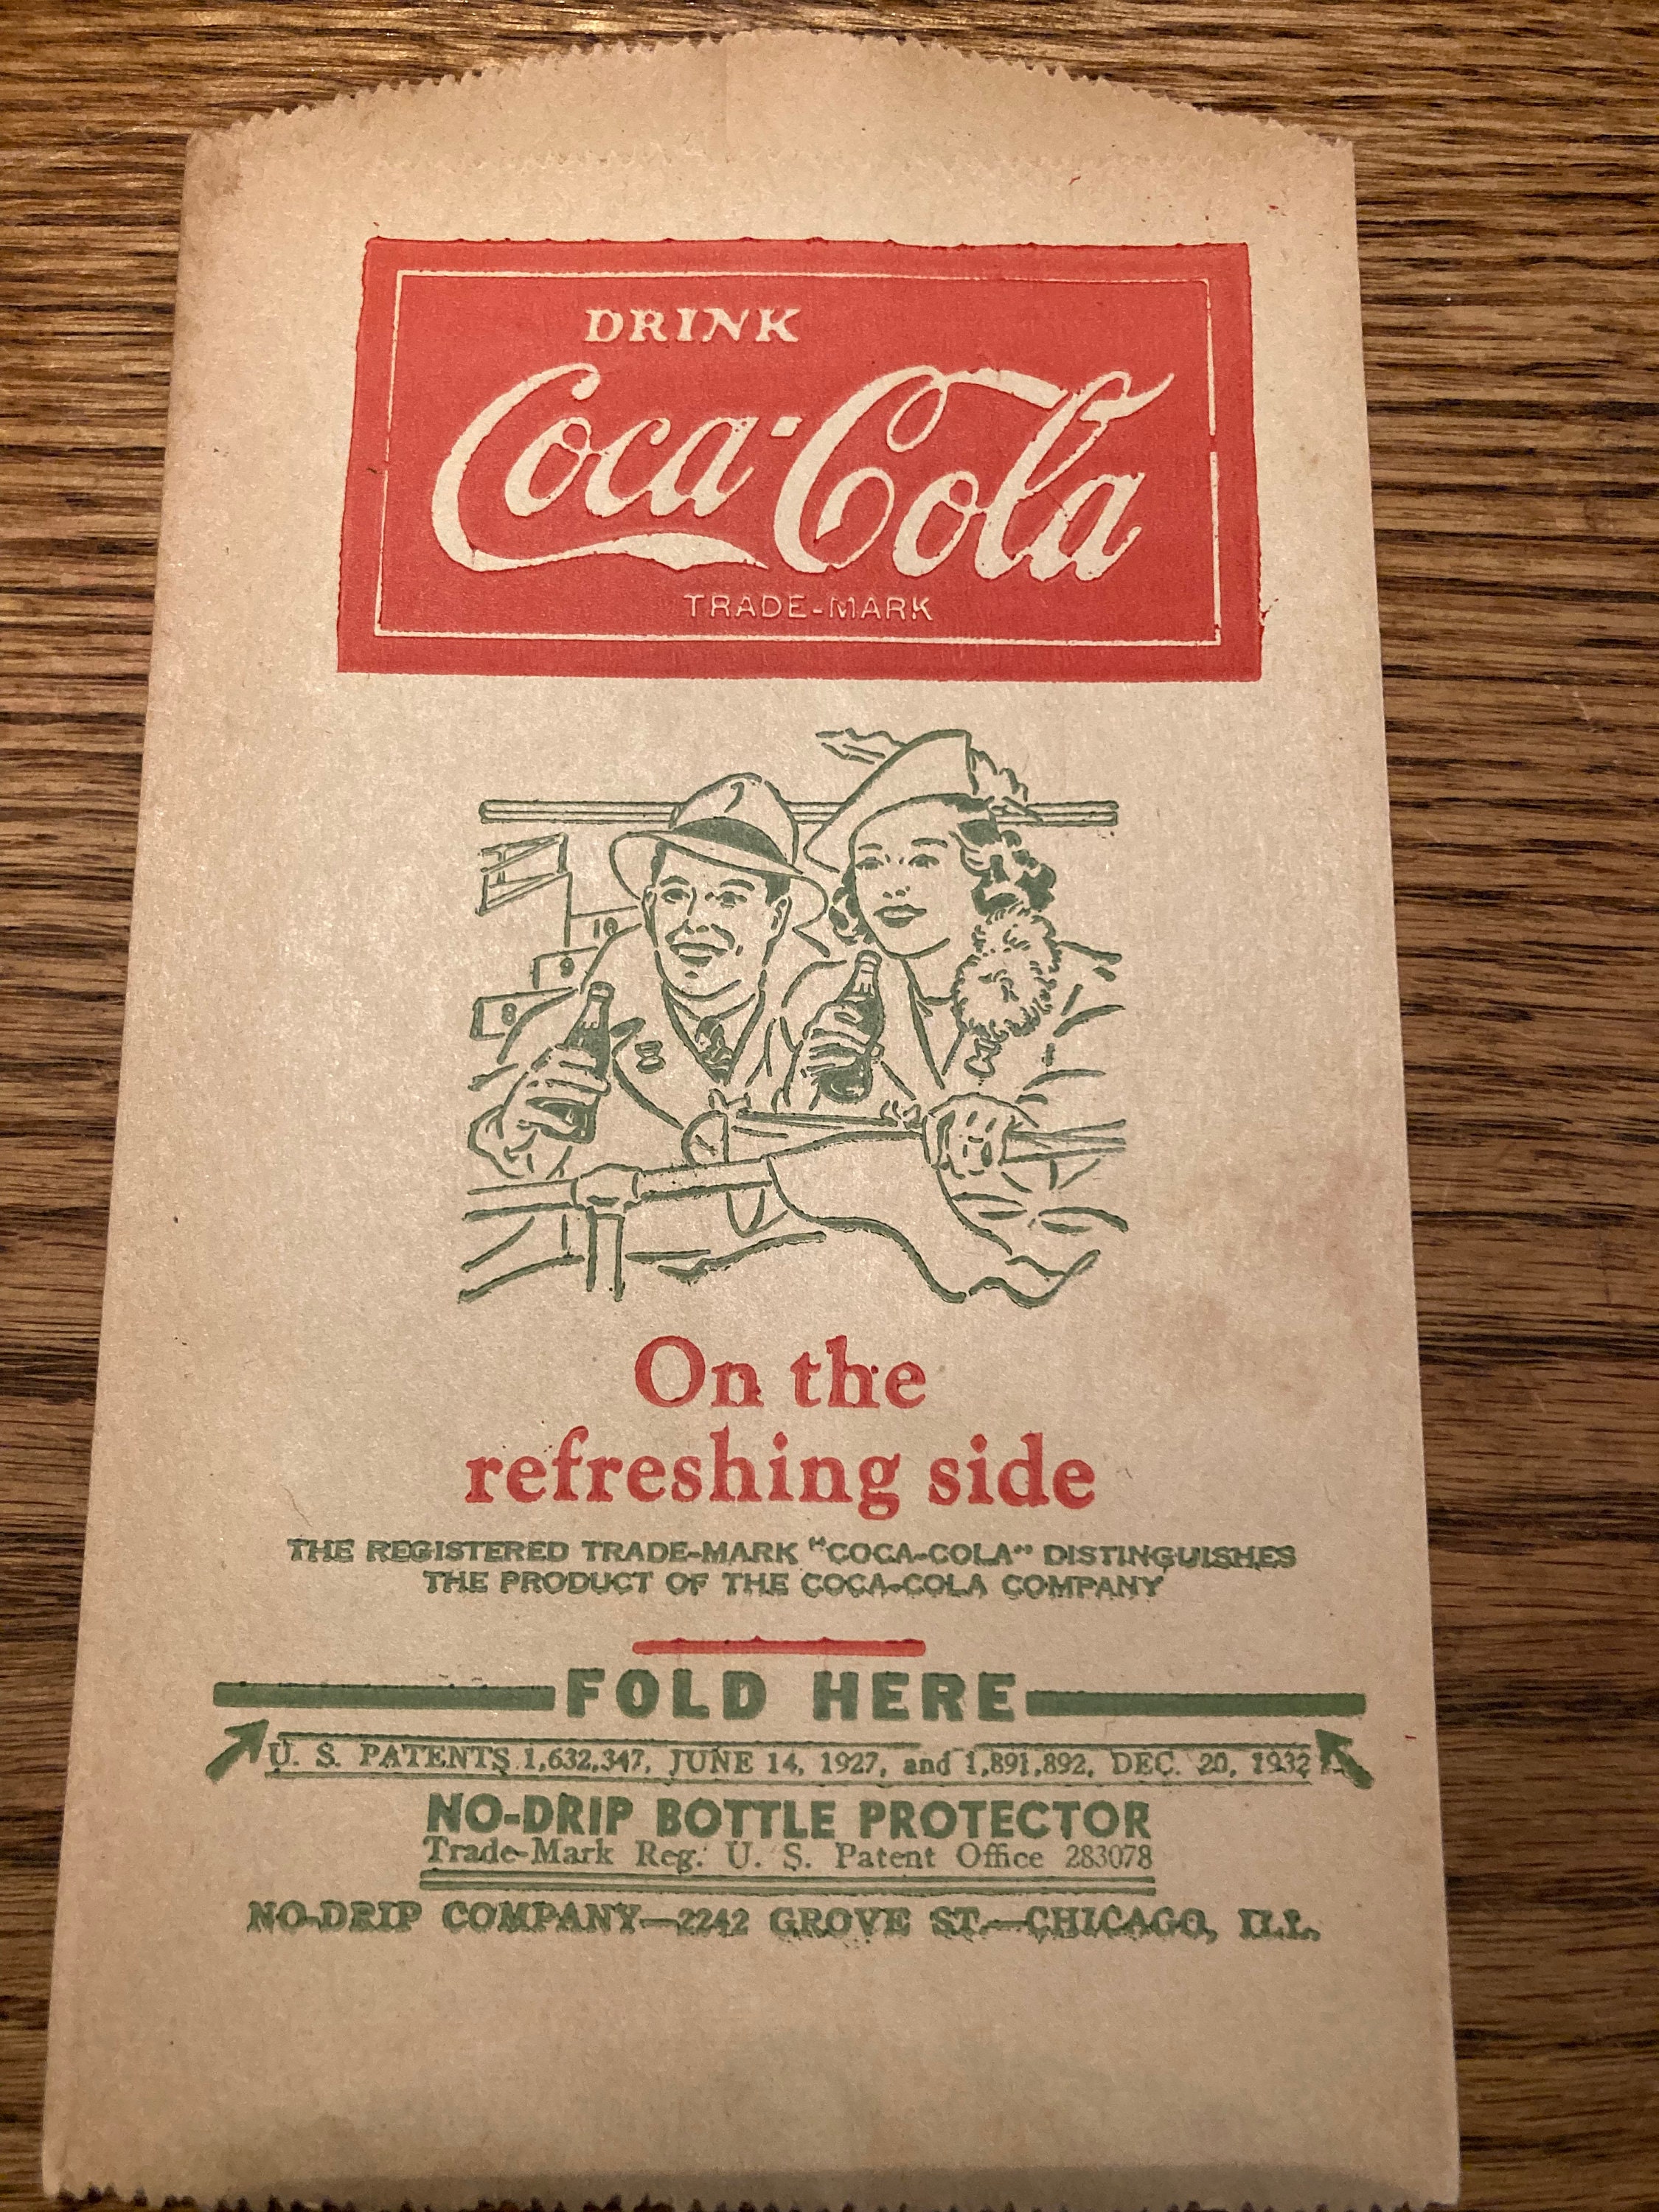 DRINK
Coca-Cola
TRADE-MARK
10
9
8
On the
refreshing side
THE REGISTERED TRADE-MARK "COCA-COLA" DISTINGUISHES
THE PRODUCT OF THE COCA-COLA COMPANY
FOLD HERE
U. S. PATENTS 1,632,347, JUNE 14, 1927, and 1,891,892, DEC. 20, 1932
NO-DRIP BOTTLE PROTECTOR
Trade-Mark Reg. U. S. Patent Office 283078
NO-DRIP COMPANY—2242 GROVE ST.—CHICAGO, ILL.